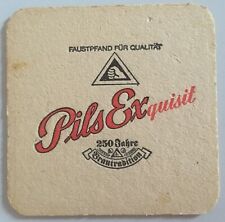 FAUSTPFAND FÜR QUALITÄT
PilsExquisit
250 Jahre
Brautradition